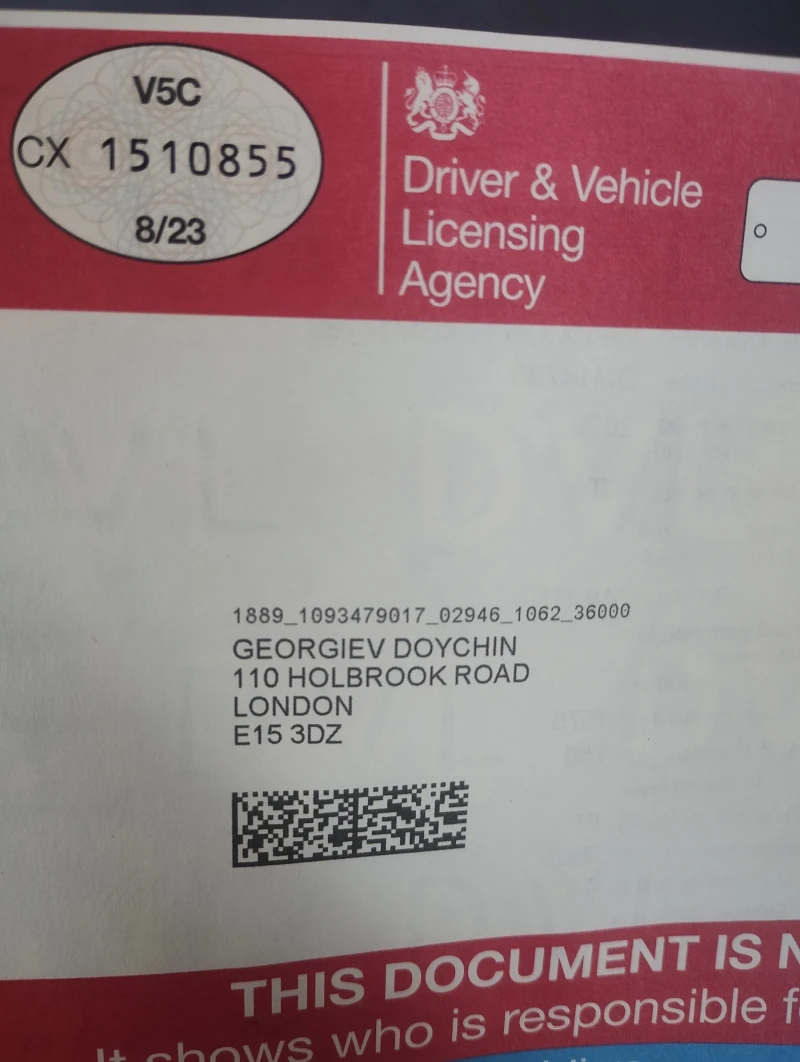 V5C
CX 1510855
8/23
Driver & Vehicle
Licensing
Agency
1889_1093479017_02946_1062_36000
GEORGIEV DOYCHIN
110 HOLBROOK ROAD
LONDON
E15 3DZ
THIS DOCUMENT IS N
It shows who is responsible f